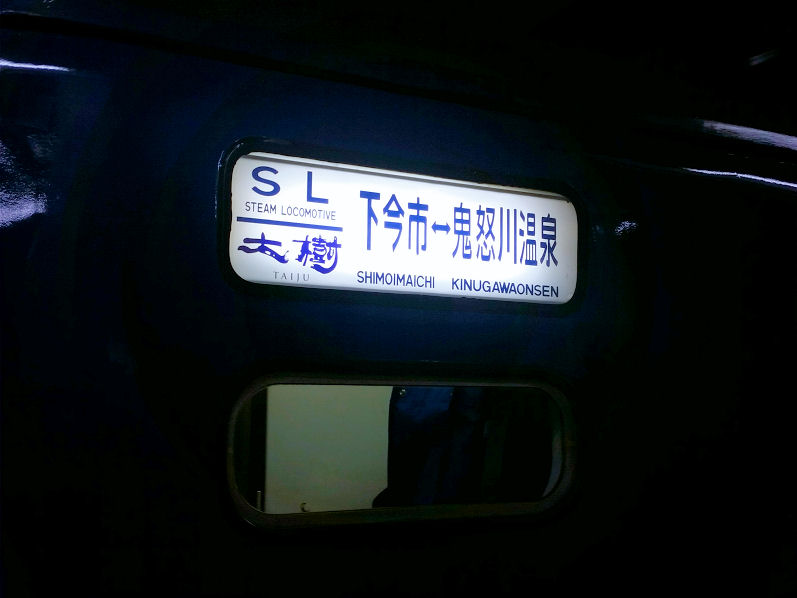 SL
STEAM LOCOMOTIVE
大樹
TAIJU
下今市↔鬼怒川温泉
SHIMOIMAICHI KINUGAWAONSEN